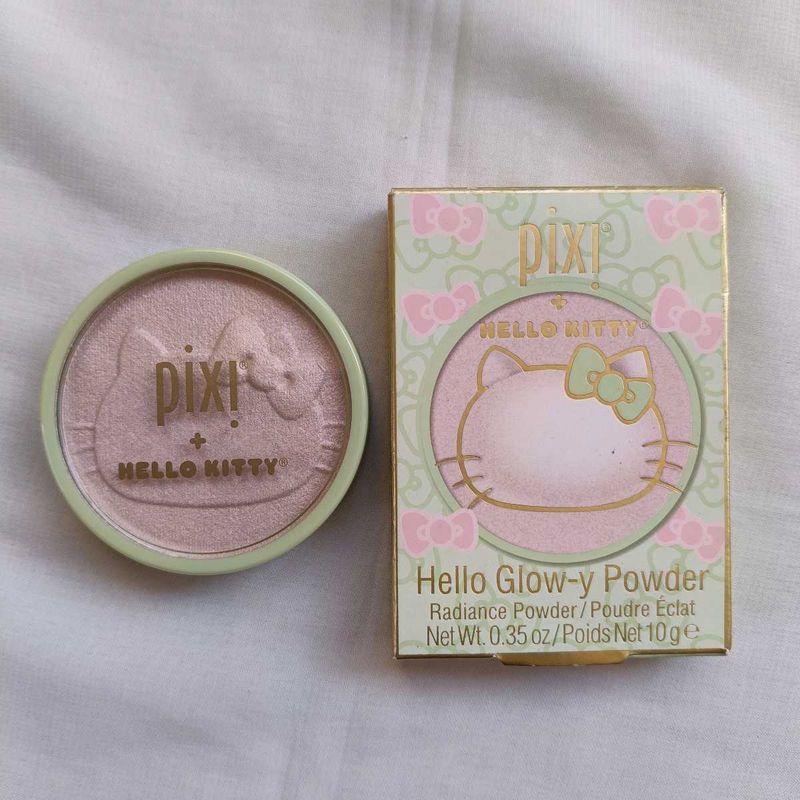 pixi®
+
HELLO KITTY®
pixi®
+
HELLO KITTY®
Hello Glow-y Powder
Radiance Powder/Poudre Éclat
Net Wt. 0.35 oz/Poids Net 10 g ℮